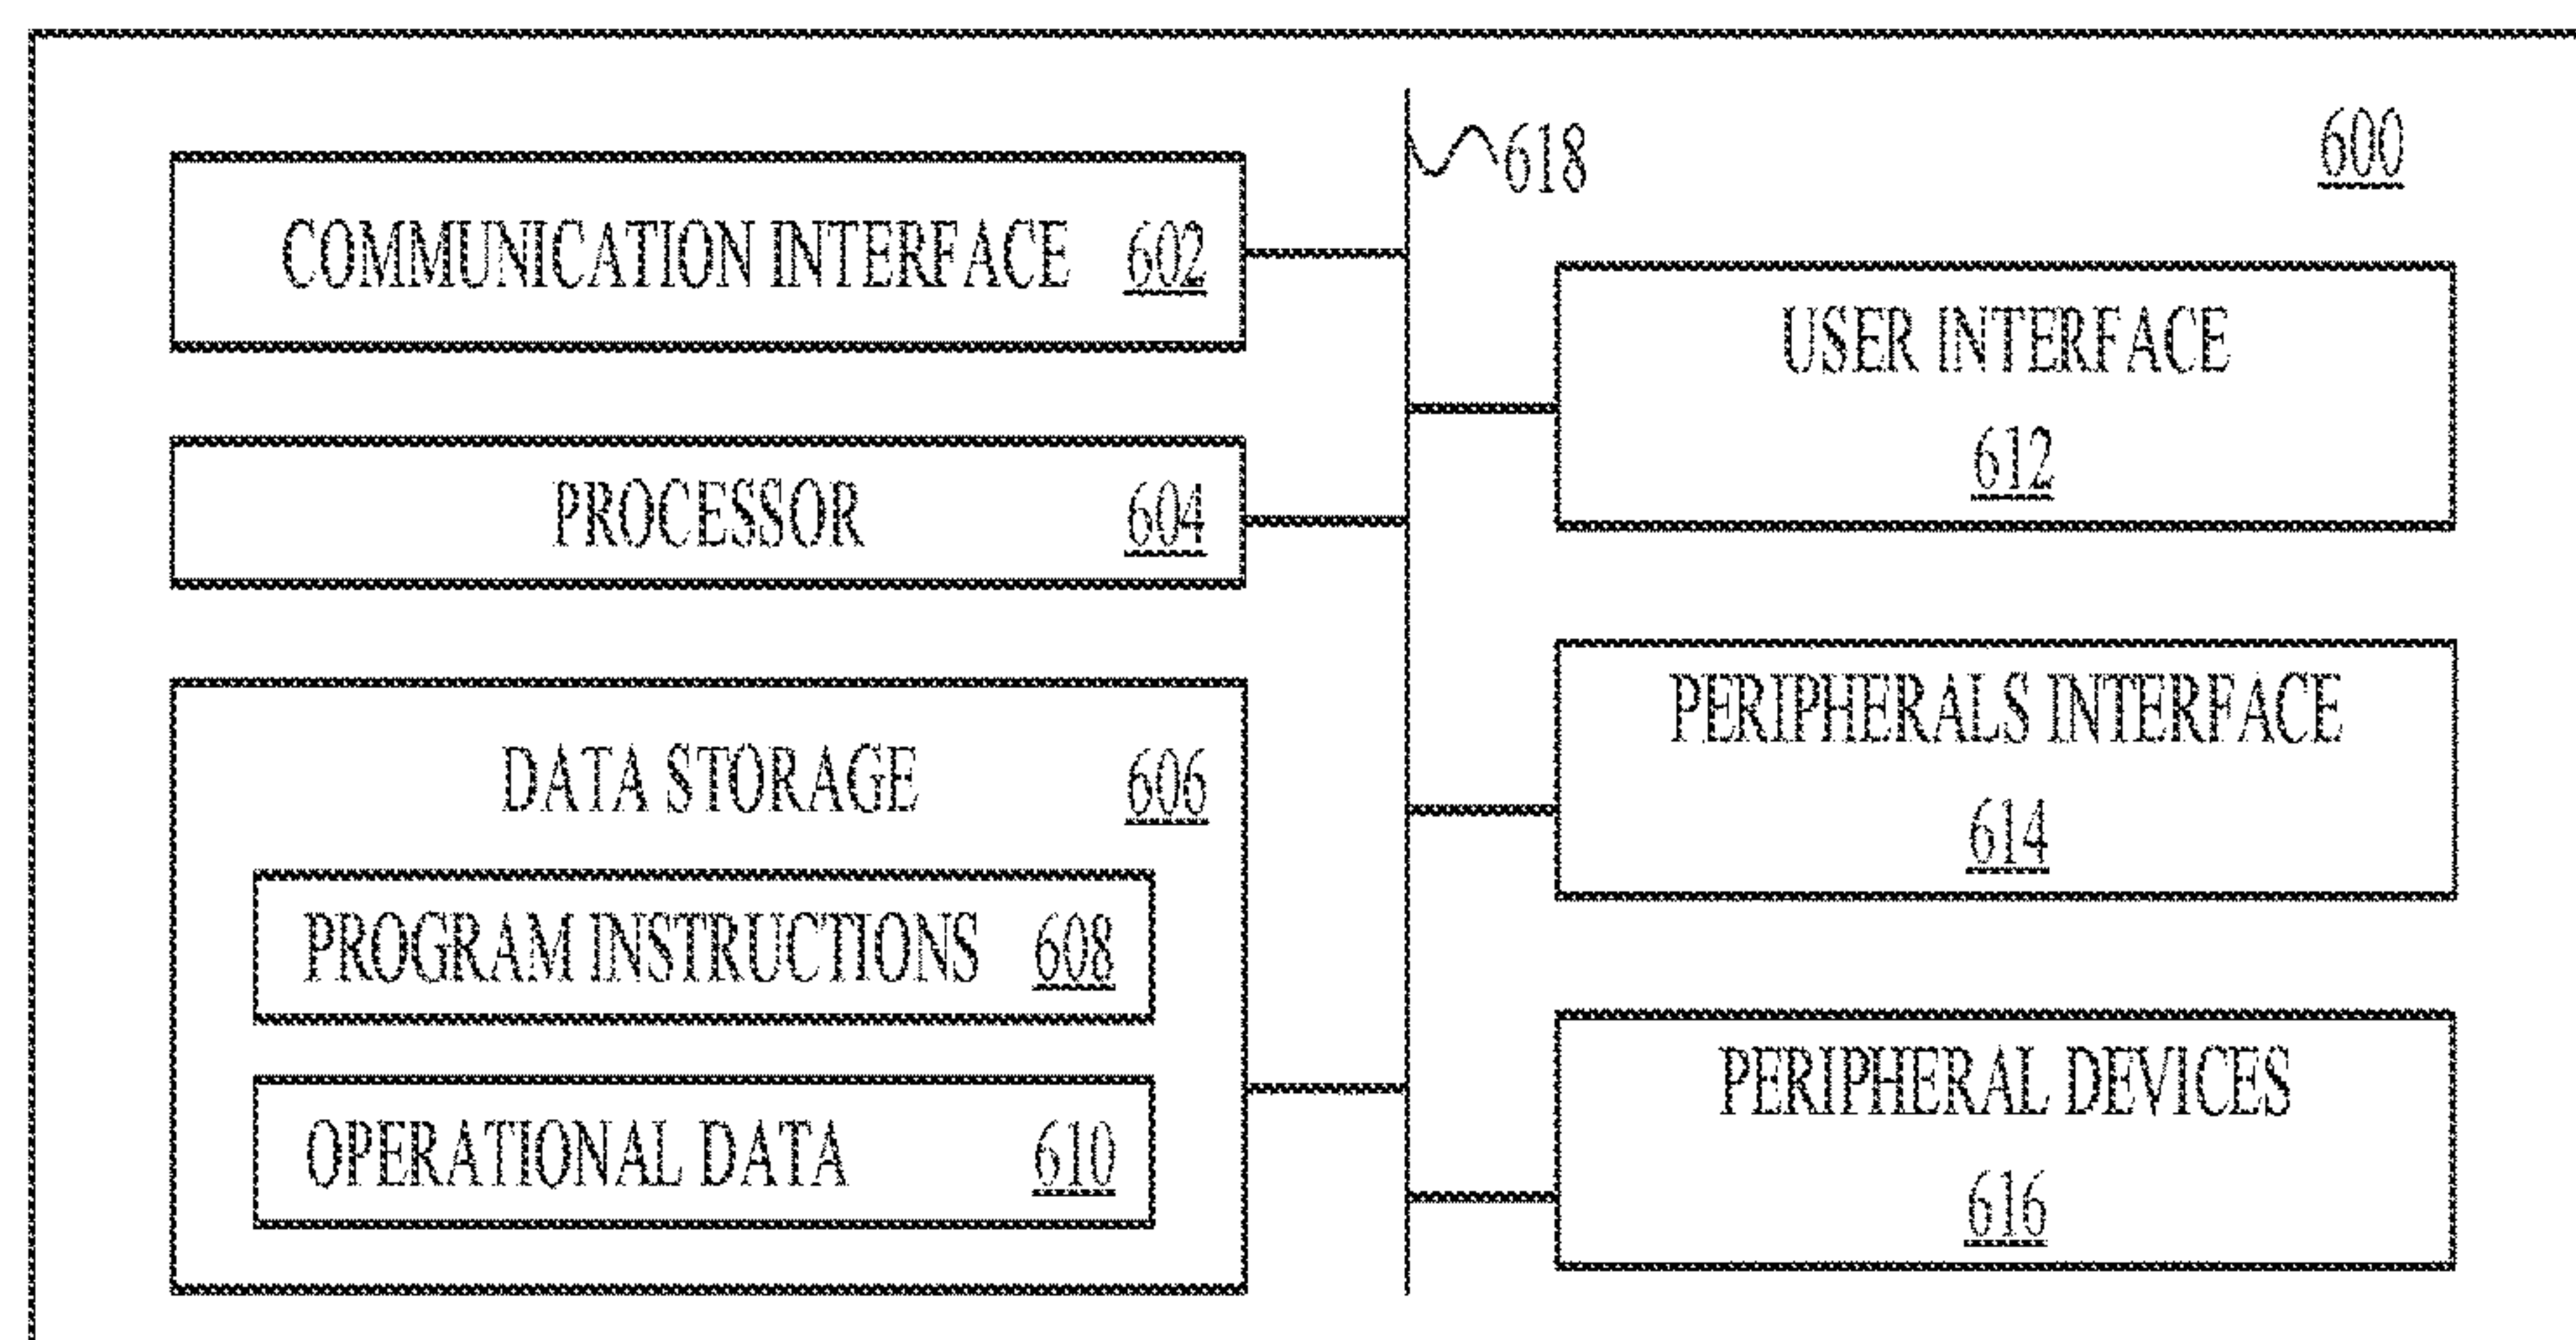 618
600
COMMUNICATION INTERFACE 602
USER INTERFACE
612
PROCESSOR 604
PERIPHERALS INTERFACE
614
DATA STORAGE 606
PROGRAM INSTRUCTIONS 608
OPERATIONAL DATA 610
PERIPHERAL DEVICES
616